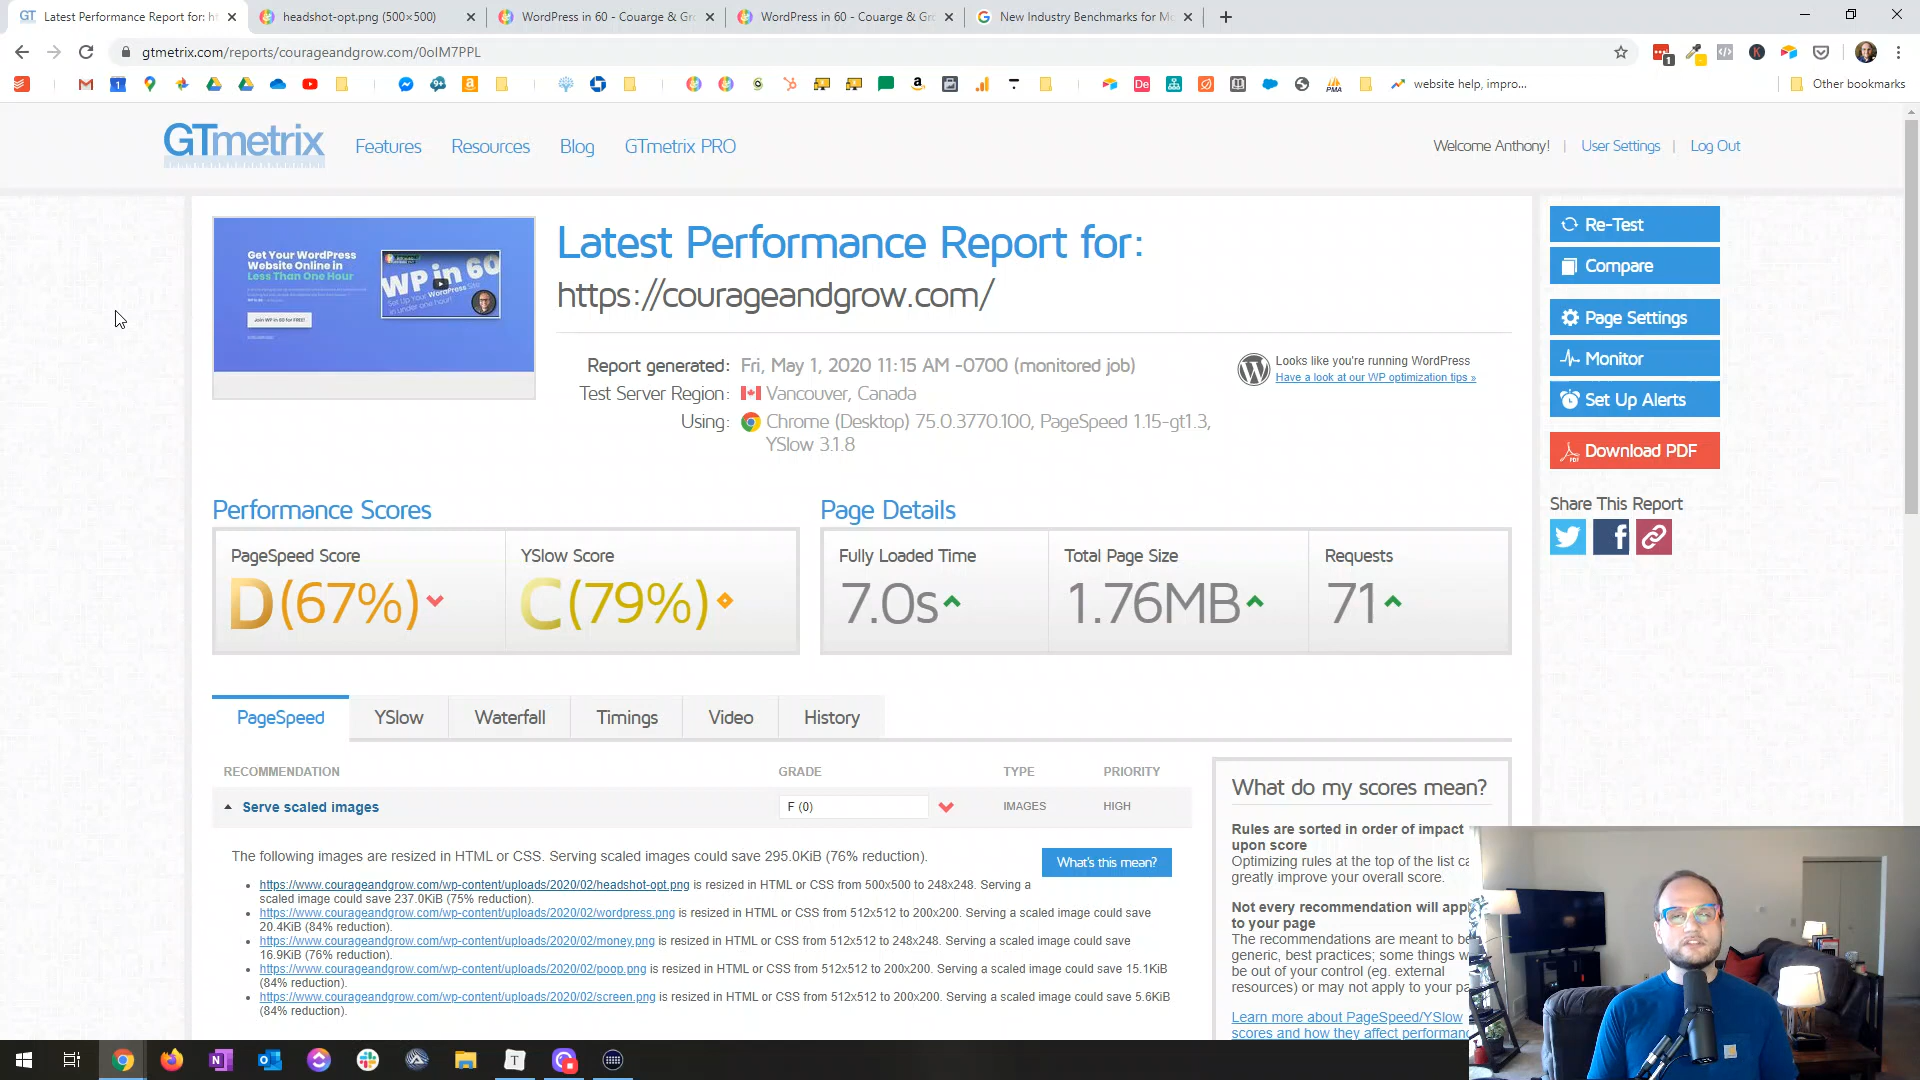 Latest Performance Report for: h
headshot-opt.png (500×500)
WordPress in 60 - Couarge & Gr
WordPress in 60 - Couarge & Gr
New Industry Benchmarks for Mo
gtmetrix.com/reports/courageandgrow.com/0oIM7PPL
website help, impro...
Other bookmarks
GTmetrix
Features
Resources
Blog
GTmetrix PRO
Welcome Anthony!
User Settings
Log Out
Get Your WordPress
Website Online in
Less Than One Hour
Join WP in 60 for FREE!
WP in 60
Set Up Your WordPress Site
in under one hour!
Latest Performance Report for:
https://courageandgrow.com/
Report generated: Fri, May 1, 2020 11:15 AM -0700 (monitored job)
Test Server Region: Vancouver, Canada
Using: Chrome (Desktop) 75.0.3770.100, PageSpeed 1.15-gt1.3,
YSlow 3.1.8
Looks like you're running WordPress
Have a look at our WP optimization tips »
Re-Test
Compare
Page Settings
Monitor
Set Up Alerts
Download PDF
Share This Report
Performance Scores
PageSpeed Score
D(67%)
YSlow Score
C(79%)
Page Details
Fully Loaded Time
7.0s
Total Page Size
1.76MB
Requests
71
PageSpeed
YSlow
Waterfall
Timings
Video
History
RECOMMENDATION GRADE TYPE PRIORITY
Serve scaled images F (0) IMAGES HIGH
The following images are resized in HTML or CSS. Serving scaled images could save 295.0KiB (76% reduction).
What's this mean?
https://www.courageandgrow.com/wp-content/uploads/2020/02/headshot-opt.png is resized in HTML or CSS from 500x500 to 248x248. Serving a
scaled image could save 237.0KiB (75% reduction).
https://www.courageandgrow.com/wp-content/uploads/2020/02/wordpress.png is resized in HTML or CSS from 512x512 to 200x200. Serving a scaled image could save
20.4KiB (84% reduction).
https://www.courageandgrow.com/wp-content/uploads/2020/02/money.png is resized in HTML or CSS from 512x512 to 248x248. Serving a scaled image could save
16.9KiB (76% reduction).
https://www.courageandgrow.com/wp-content/uploads/2020/02/poop.png is resized in HTML or CSS from 512x512 to 200x200. Serving a scaled image could save 15.1KiB
(84% reduction).
https://www.courageandgrow.com/wp-content/uploads/2020/02/screen.png is resized in HTML or CSS from 512x512 to 200x200. Serving a scaled image could save 5.6KiB
(84% reduction).
What do my scores mean?
Rules are sorted in order of impact
upon score
Optimizing rules at the top of the list ca
greatly improve your overall score.
Not every recommendation will app
to your page
The recommendations are meant to be
generic, best practices; some things w
be out of your control (eg. external
resources) or may not apply to your pa
Learn more about PageSpeed/YSlow
scores and how they affect performan